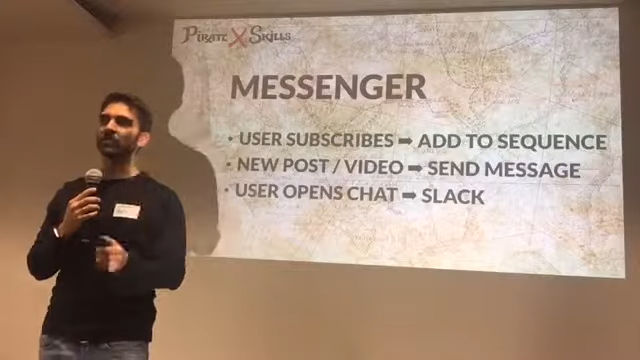 PIRATE X SKILLS
MESSENGER
• USER SUBSCRIBES ➡ ADD TO SEQUENCE
• NEW POST / VIDEO ➡ SEND MESSAGE
• USER OPENS CHAT ➡ SLACK